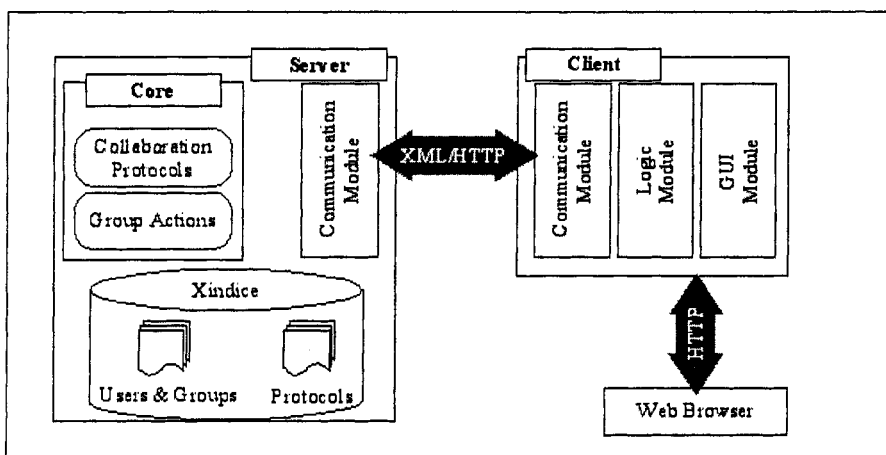 Server
Core
Collaboration
Protocols
Group Actions
Communication
Module
XML/HTTP
Client
Communication
Module
Logic
Module
GUI
Module
Xindice
Users & Groups
Protocols
HTTP
Web Browser